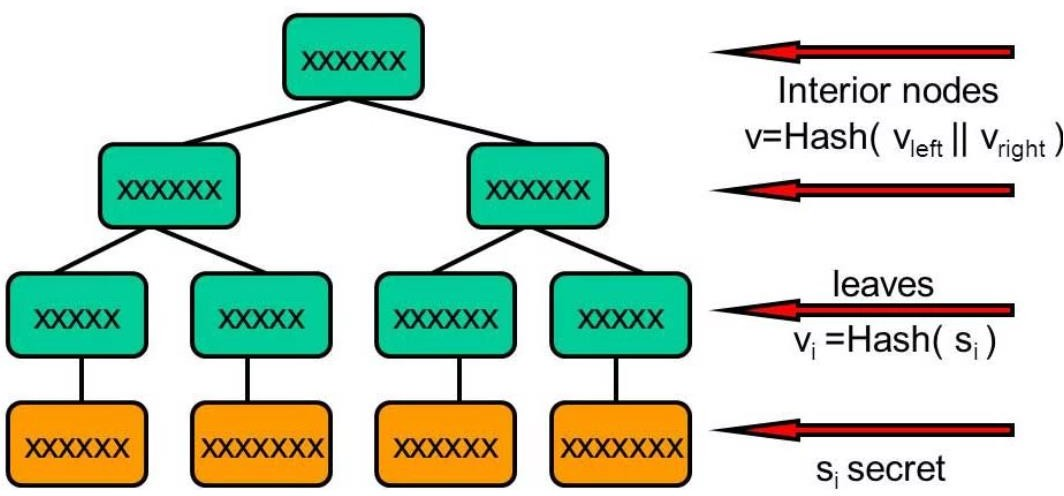 xxxxxx
Interior nodes
v=Hash( v_left || v_right )
xxxxxx xxxxxx
xxxxx xxxxx xxxxxx xxxxx
leaves
v_i =Hash( s_i )
xxxxxx xxxxxxx xxxxxx xxxxxxx
s_i secret